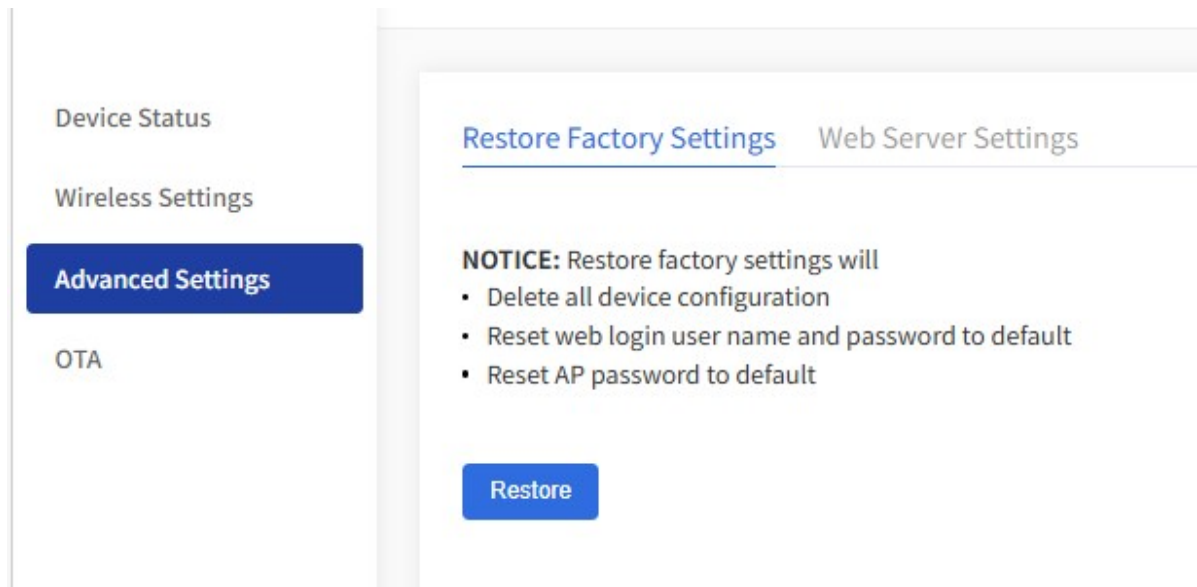 Device Status
Wireless Settings
Advanced Settings
OTA
Restore Factory Settings
Web Server Settings
NOTICE: Restore factory settings will
• Delete all device configuration
• Reset web login user name and password to default
• Reset AP password to default
Restore